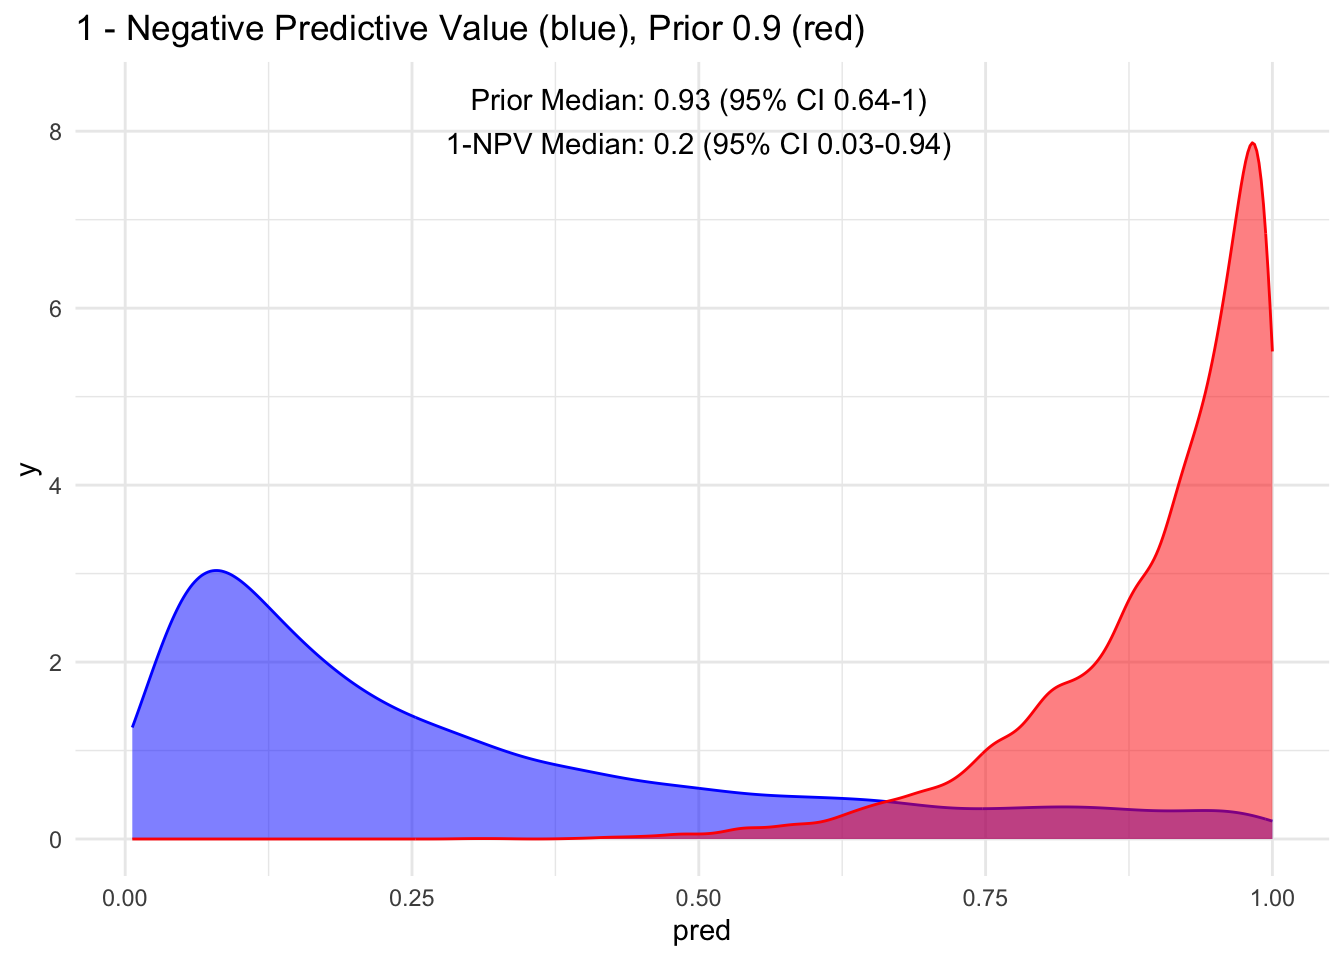 1 - Negative Predictive Value (blue), Prior 0.9 (red)
Prior Median: 0.93 (95% CI 0.64-1)
1-NPV Median: 0.2 (95% CI 0.03-0.94)
8
6
4
2
0
y
0.00 0.25 0.50 0.75 1.00
pred